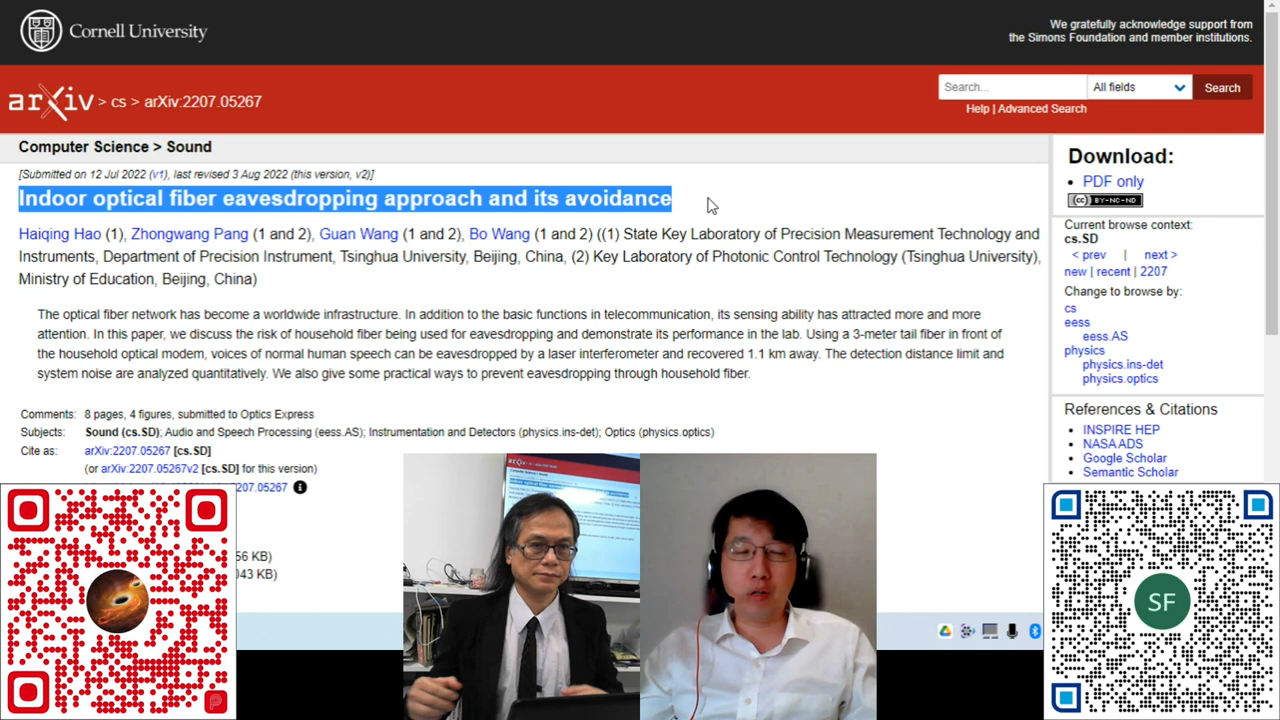 Cornell University
We gratefully acknowledge support from
the Simons Foundation and member institutions.
arXiv > cs > arXiv:2207.05267
Search...
All fields
Search
Help | Advanced Search
Computer Science > Sound
[Submitted on 12 Jul 2022 (v1), last revised 3 Aug 2022 (this version, v2)]
Indoor optical fiber eavesdropping approach and its avoidance
Haiqing Hao (1), Zhongwang Pang (1 and 2), Guan Wang (1 and 2), Bo Wang (1 and 2) ((1) State Key Laboratory of Precision Measurement Technology and
Instruments, Department of Precision Instrument, Tsinghua University, Beijing, China, (2) Key Laboratory of Photonic Control Technology (Tsinghua University),
Ministry of Education, Beijing, China)
The optical fiber network has become a worldwide infrastructure. In addition to the basic functions in telecommunication, its sensing ability has attracted more and more
attention. In this paper, we discuss the risk of household fiber being used for eavesdropping and demonstrate its performance in the lab. Using a 3-meter tail fiber in front of
the household optical modem, voices of normal human speech can be eavesdropped by a laser interferometer and recovered 1.1 km away. The detection distance limit and
system noise are analyzed quantitatively. We also give some practical ways to prevent eavesdropping through household fiber.
Comments: 8 pages, 4 figures, submitted to Optics Express
Subjects: Sound (cs.SD); Audio and Speech Processing (eess.AS); Instrumentation and Detectors (physics.ins-det); Optics (physics.optics)
Cite as: arXiv:2207.05267 [cs.SD]
(or arXiv:2207.05267v2 [cs.SD] for this version)
207.05267
56 KB)
043 KB)
Download:
PDF only
(cc) BY-NC-ND
Current browse context:
cs.SD
< prev | next >
new | recent | 2207
Change to browse by:
cs
eess
eess.AS
physics
physics.ins-det
physics.optics
References & Citations
INSPIRE HEP
NASA ADS
Google Scholar
Semantic Scholar
SF